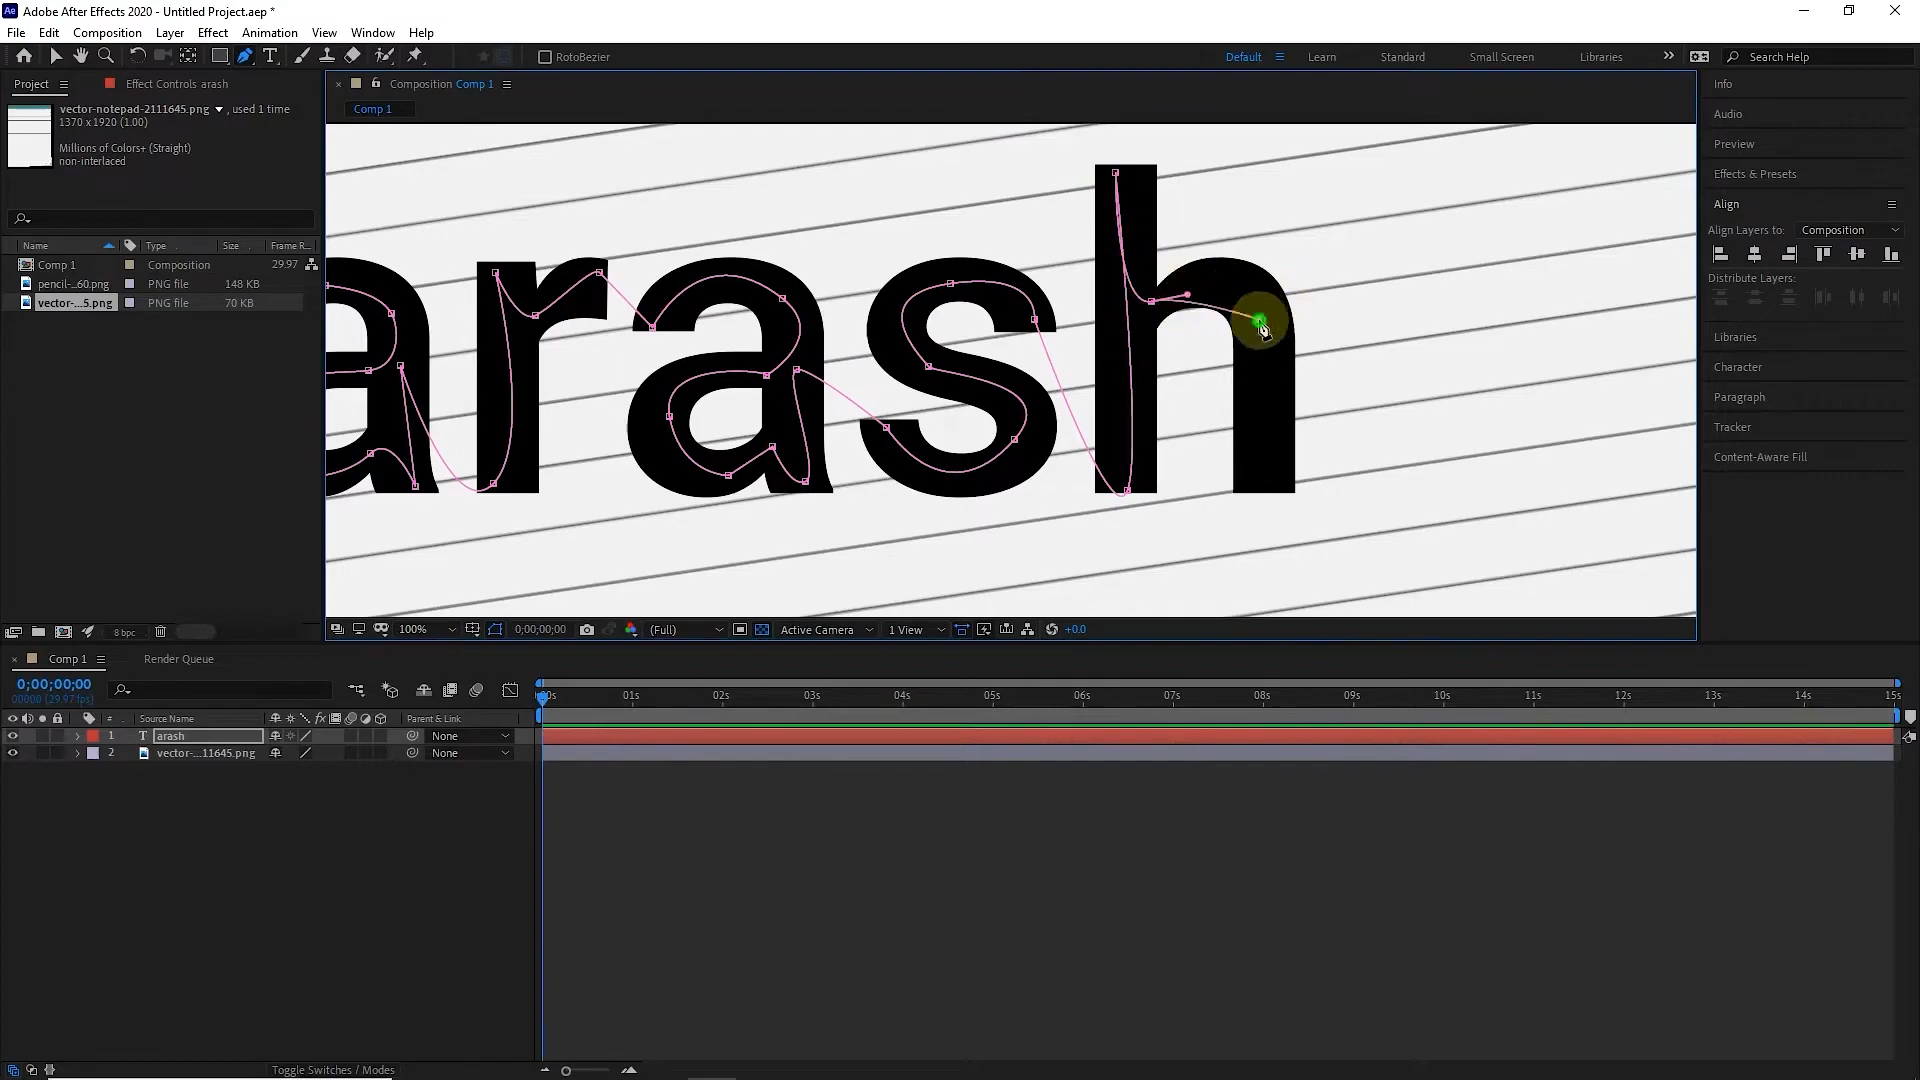 Adobe After Effects 2020 - Untitled Project.aep *
File Edit Composition Layer Effect Animation View Window Help
RotoBezier
Default Learn Standard Small Screen Libraries Search Help
Project Effect Controls arash
Composition Comp 1
Comp 1
vector-notepad-2111645.png , used 1 time
1370 x 1920 (1.00)
Millions of Colors+ (Straight)
non-interlaced
Name Type Size Frame R...
Comp 1 Composition 29.97
pencil-...60.png PNG file 148 KB
vector-...5.png PNG file 70 KB
8 bpc
arash
100% 0;00;00;00 (Full) Active Camera 1 View +0.0
Info
Audio
Preview
Effects & Presets
Align
Align Layers to: Composition
Distribute Layers:
Libraries
Character
Paragraph
Tracker
Content-Aware Fill
Comp 1 Render Queue
0;00;00;00
00000 (29.97 fps)
# Source Name Parent & Link
1 T arash None
2 vector-...11645.png None
00s 01s 02s 03s 04s 05s 06s 07s 08s 09s 10s 11s 12s 13s 14s 15s
Toggle Switches / Modes